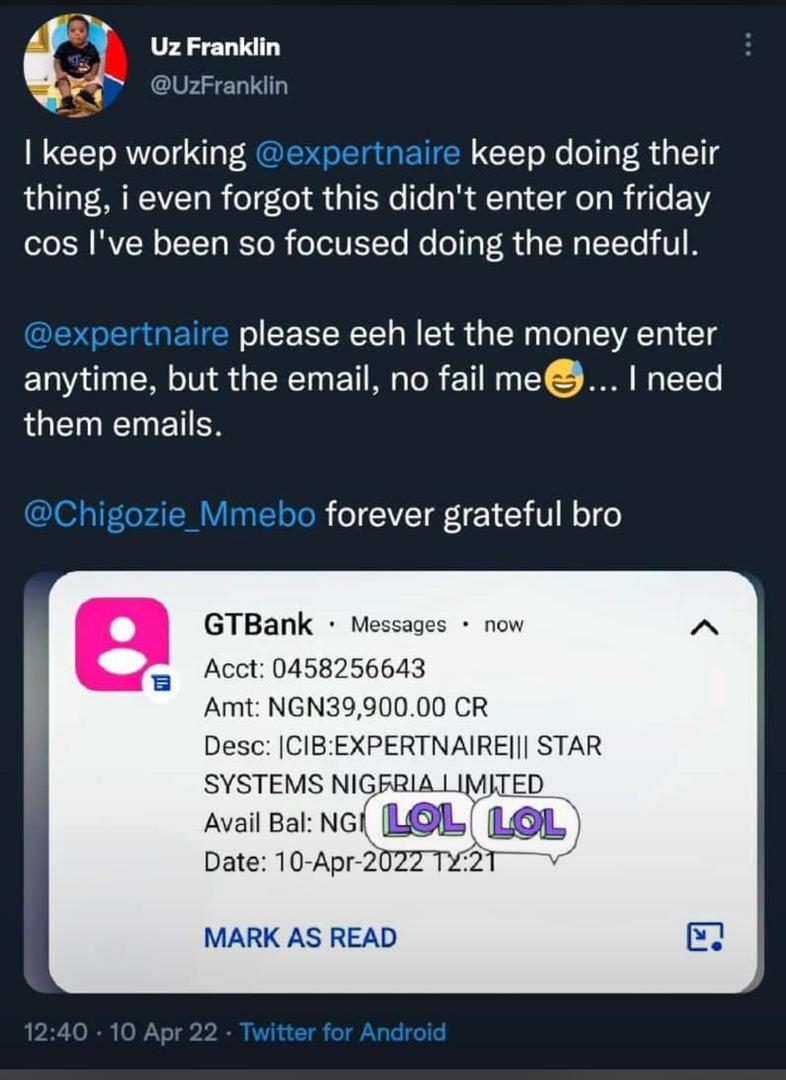 Uz Franklin
@UzFranklin
I keep working @expertnaire keep doing their
thing, i even forgot this didn't enter on friday
cos I've been so focused doing the needful.
@expertnaire please eeh let the money enter
anytime, but the email, no fail me😅... I need
them emails.
@Chigozie_Mmebo forever grateful bro
GTBank · Messages · now
Acct: 0458256643
Amt: NGN39,900.00 CR
Desc: |CIB:EXPERTNAIRE||| STAR
SYSTEMS NIGERIA LIMITED
Avail Bal: NGN LOL LOL
Date: 10-Apr-2022 12:21
MARK AS READ
12:40 · 10 Apr 22 · Twitter for Android